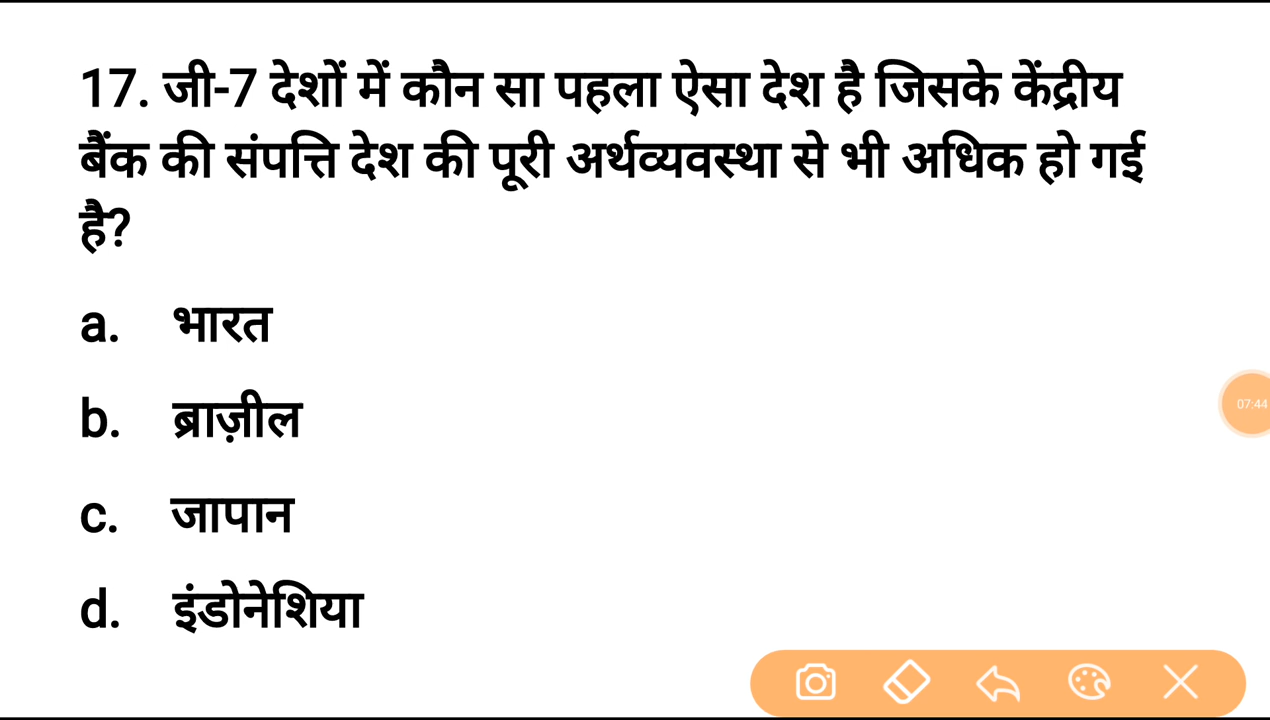 17. जी-7 देशों में कौन सा पहला ऐसा देश है जिसके केंद्रीय
बैंक की संपत्ति देश की पूरी अर्थव्यवस्था से भी अधिक हो गई
है?
a. भारत
b. ब्राज़ील
07:44
c. जापान
d. इंडोनेशिया